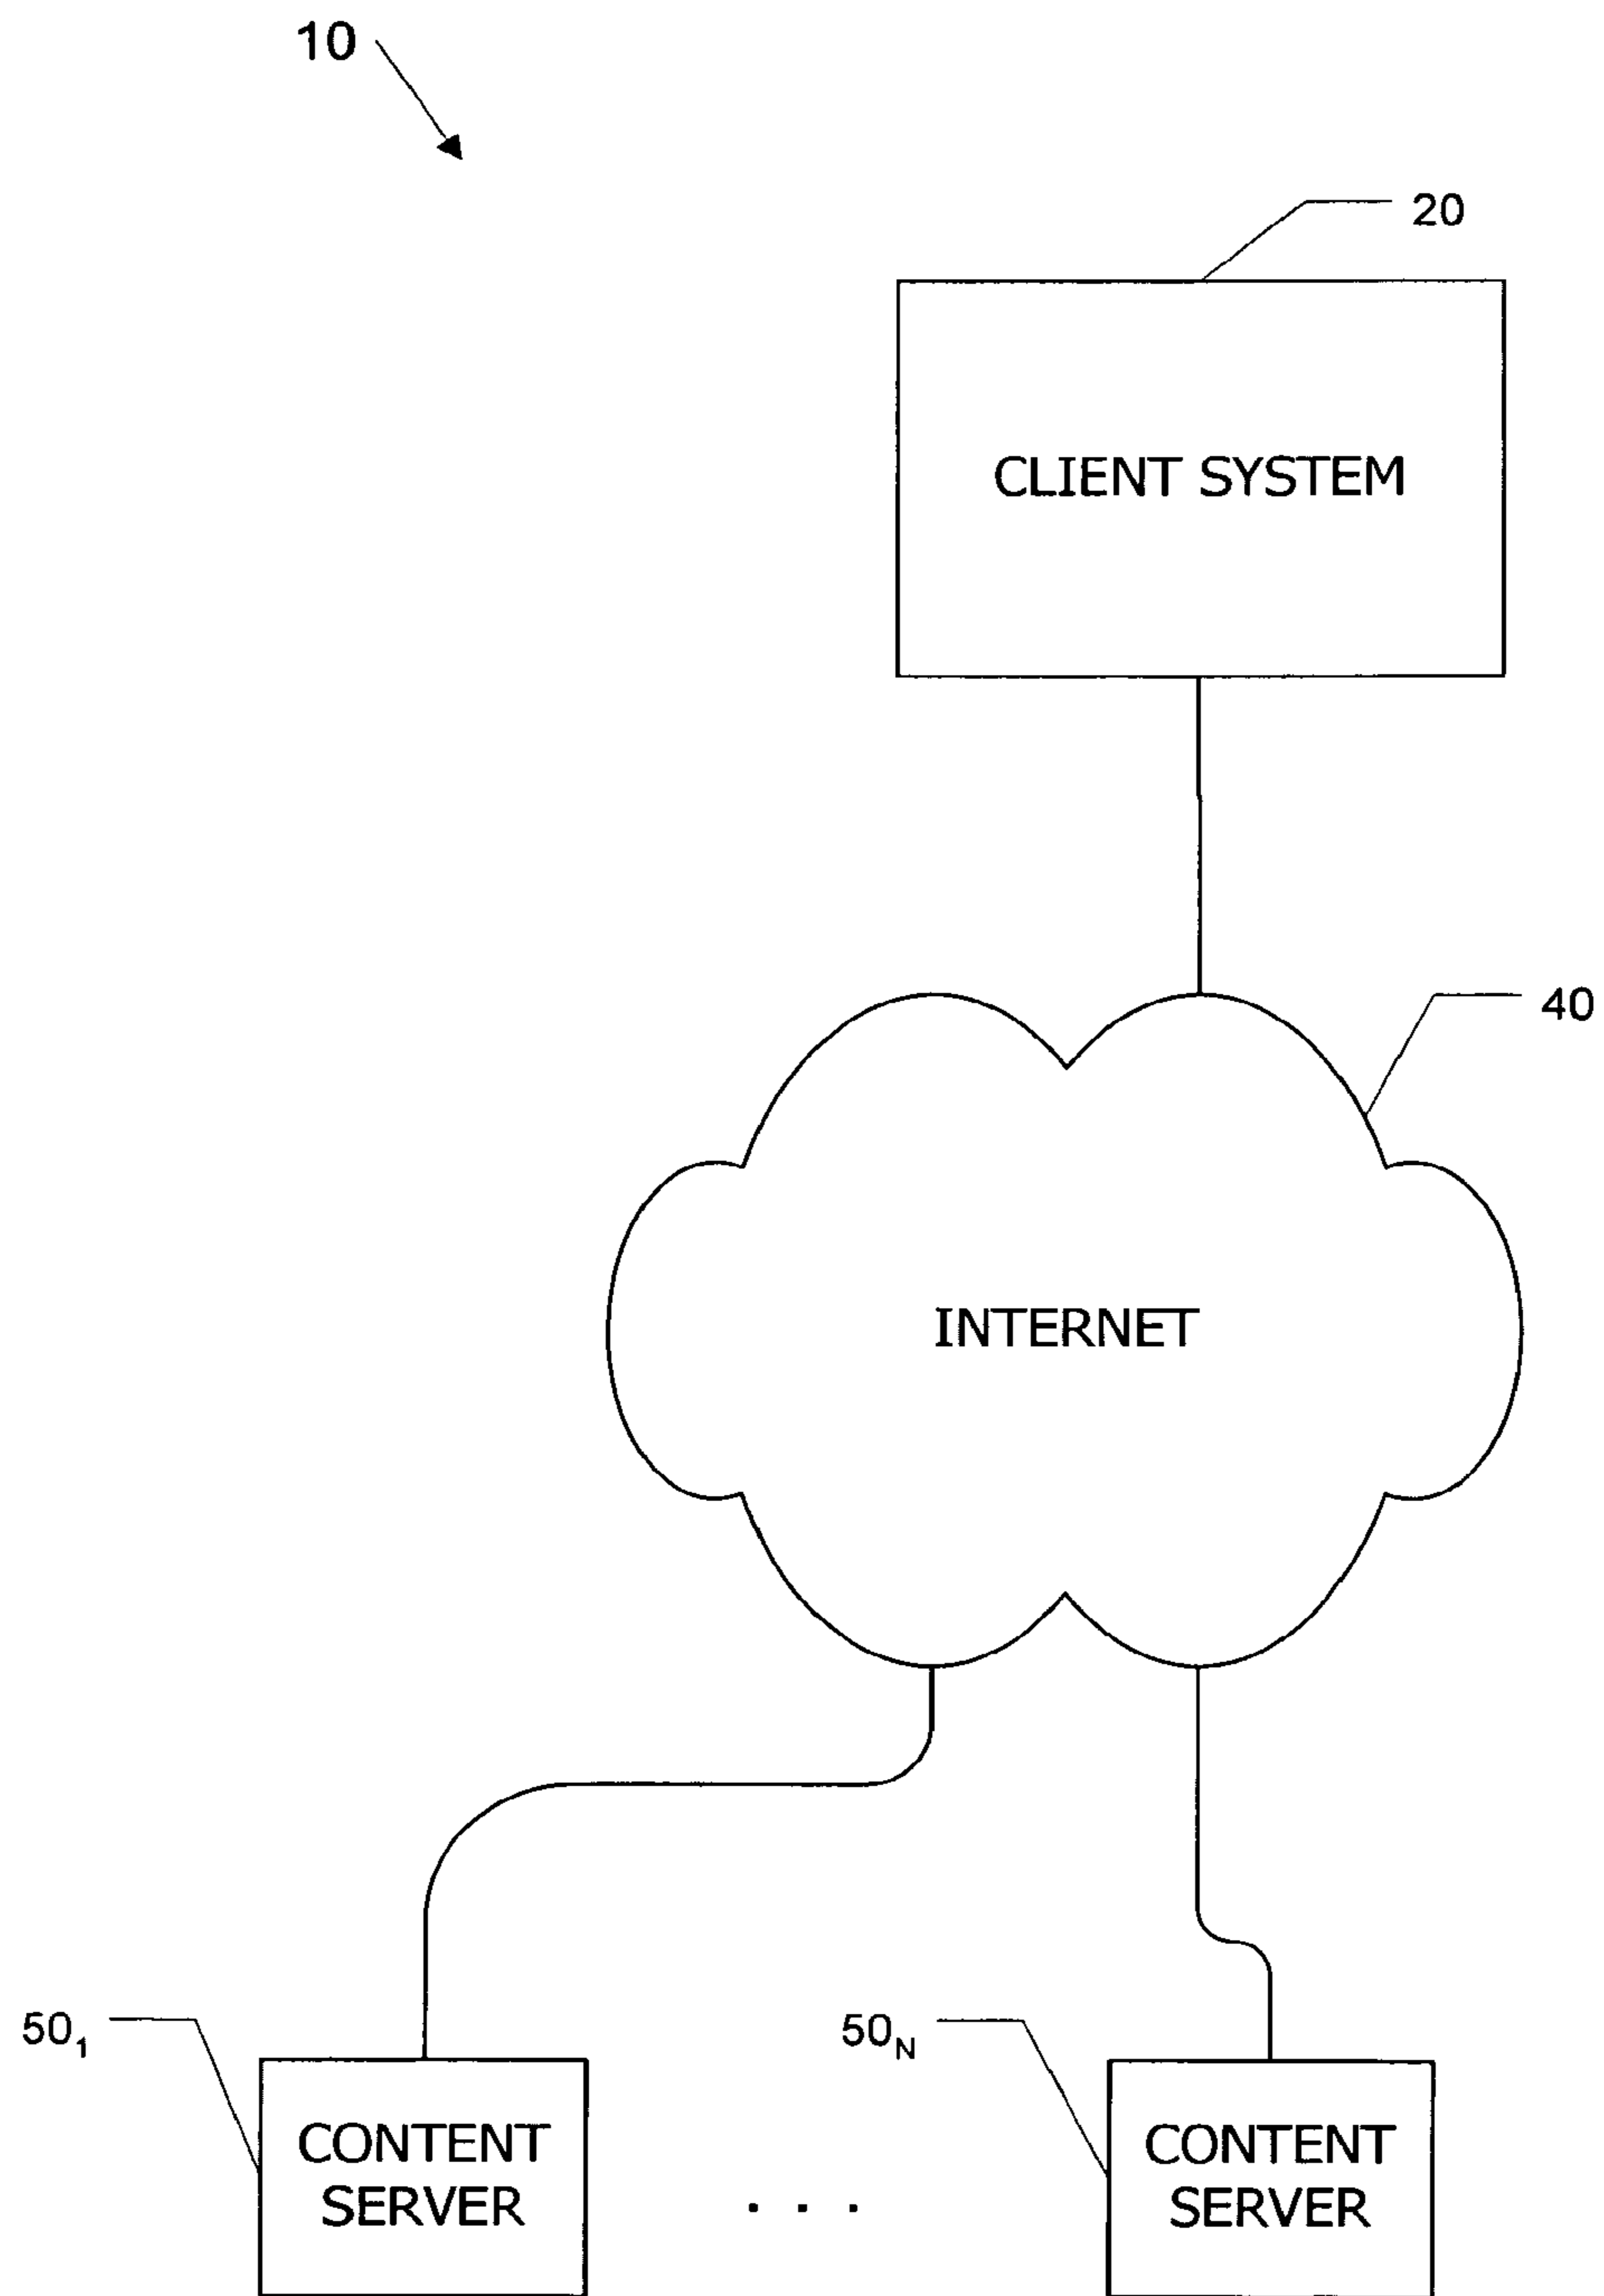 10
20
CLIENT SYSTEM
40
INTERNET
50₁
50ₙ
CONTENT
SERVER
. . .
CONTENT
SERVER